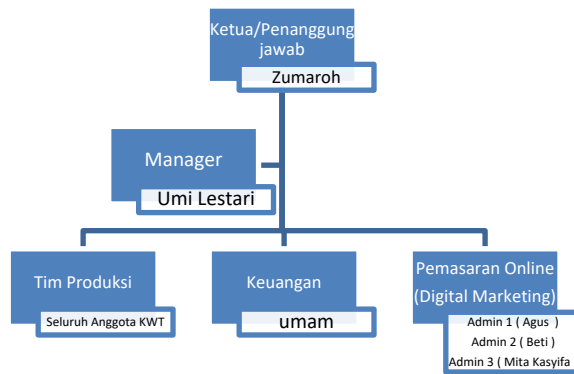 Ketua/Penanggung
jawab
Zumaroh
Manager
Umi Lestari
Tim Produksi
Seluruh Anggota KWT
Keuangan
umam
Pemasaran Online
(Digital Marketing)
Admin 1 ( Agus )
Admin 2 ( Beti )
Admin 3 ( Mita Kasyifa